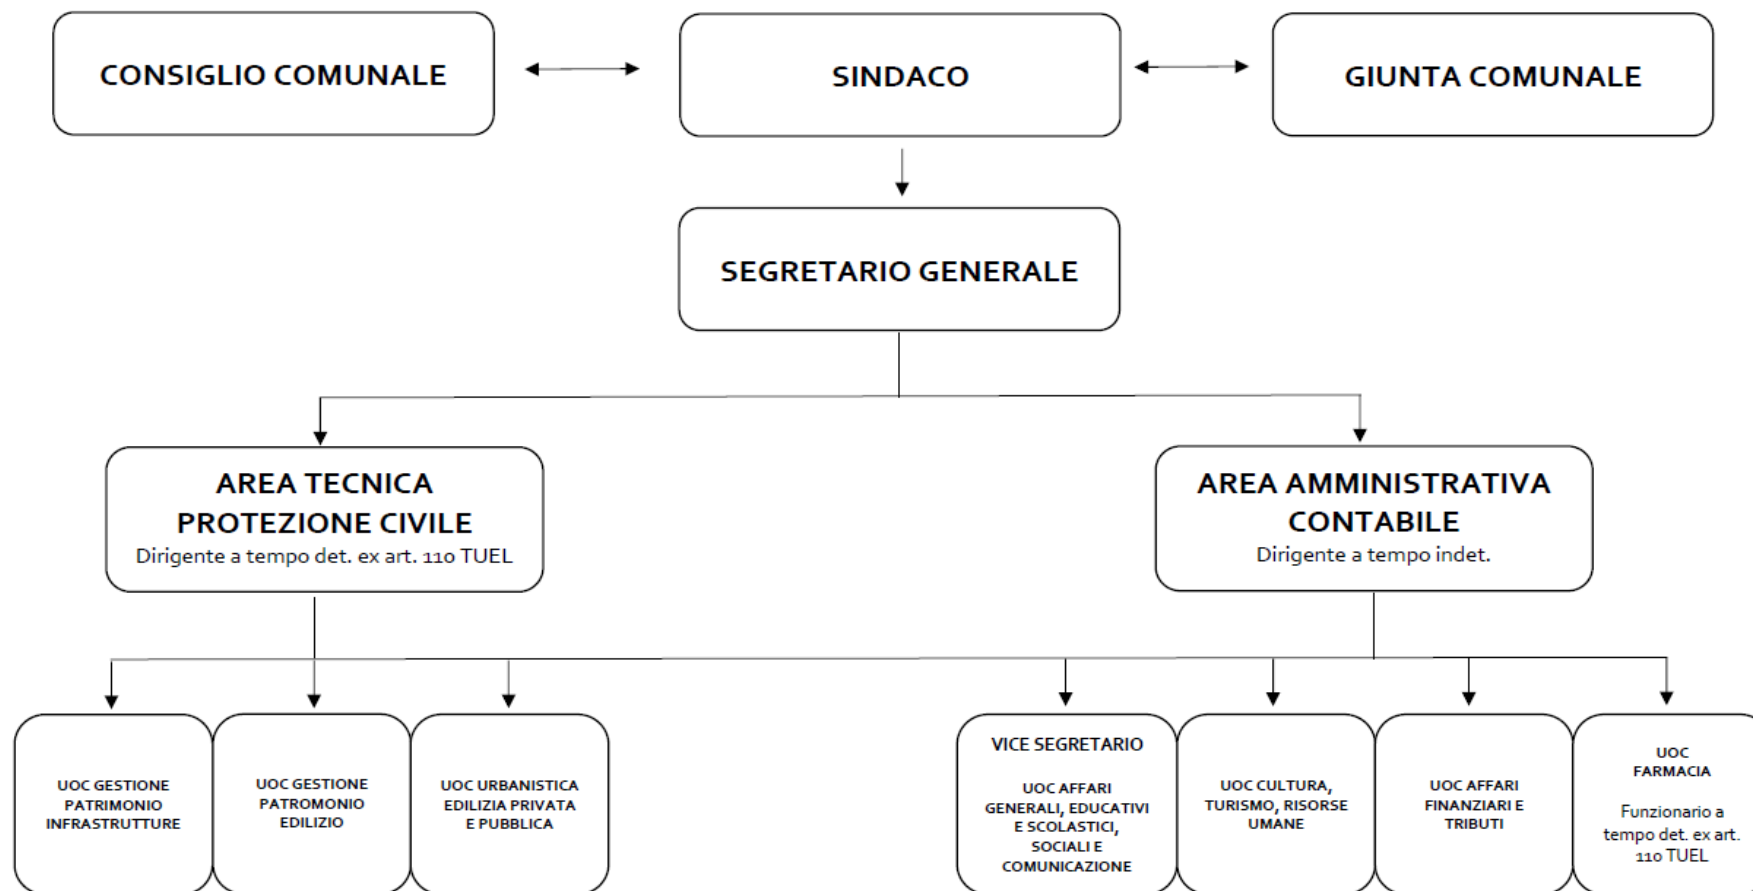 CONSIGLIO COMUNALE
SINDACO
GIUNTA COMUNALE
SEGRETARIO GENERALE
AREA TECNICA
PROTEZIONE CIVILE
Dirigente a tempo det. ex art. 110 TUEL
AREA AMMINISTRATIVA
CONTABILE
Dirigente a tempo indet.
UOC GESTIONE
PATRIMONIO
INFRASTRUTTURE
UOC GESTIONE
PATROMONIO
EDILIZIO
UOC URBANISTICA
EDILIZIA PRIVATA
E PUBBLICA
VICE SEGRETARIO
UOC AFFARI
GENERALI, EDUCATIVI
E SCOLASTICI,
SOCIALI E
COMUNICAZIONE
UOC CULTURA,
TURISMO, RISORSE
UMANE
UOC AFFARI
FINANZIARI E
TRIBUTI
UOC
FARMACIA
Funzionario a
tempo det. ex art.
110 TUEL